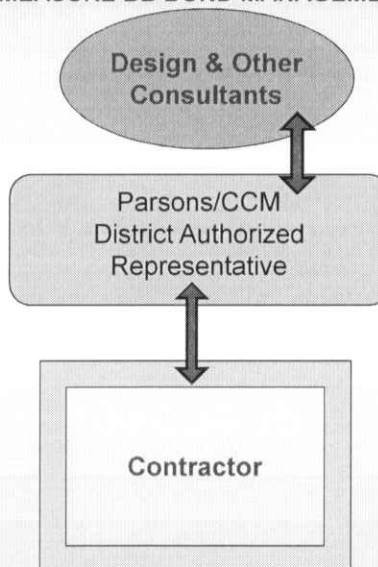 Design & Other
Consultants
Parsons/CCM
District Authorized
Representative
Contractor